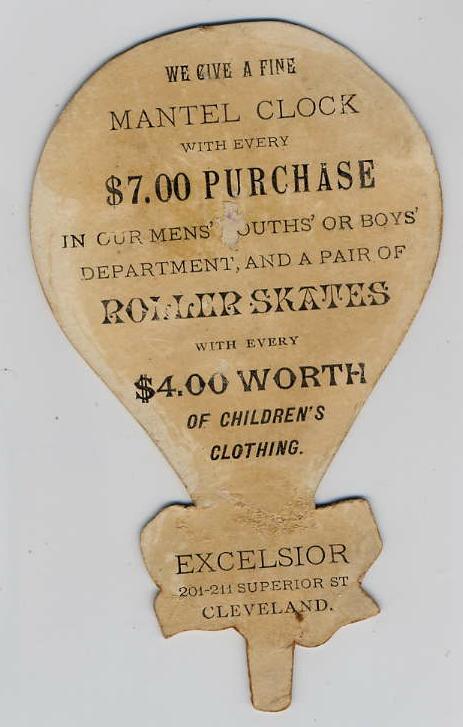 WE GIVE A FINE
MANTEL CLOCK
WITH EVERY
$7.00 PURCHASE
IN OUR MENS' OUTHS' OR BOYS'
DEPARTMENT, AND A PAIR OF
ROLLER SKATES
WITH EVERY
$4.00 WORTH
OF CHILDREN'S
CLOTHING.
EXCELSIOR
201-211 SUPERIOR ST
CLEVELAND.